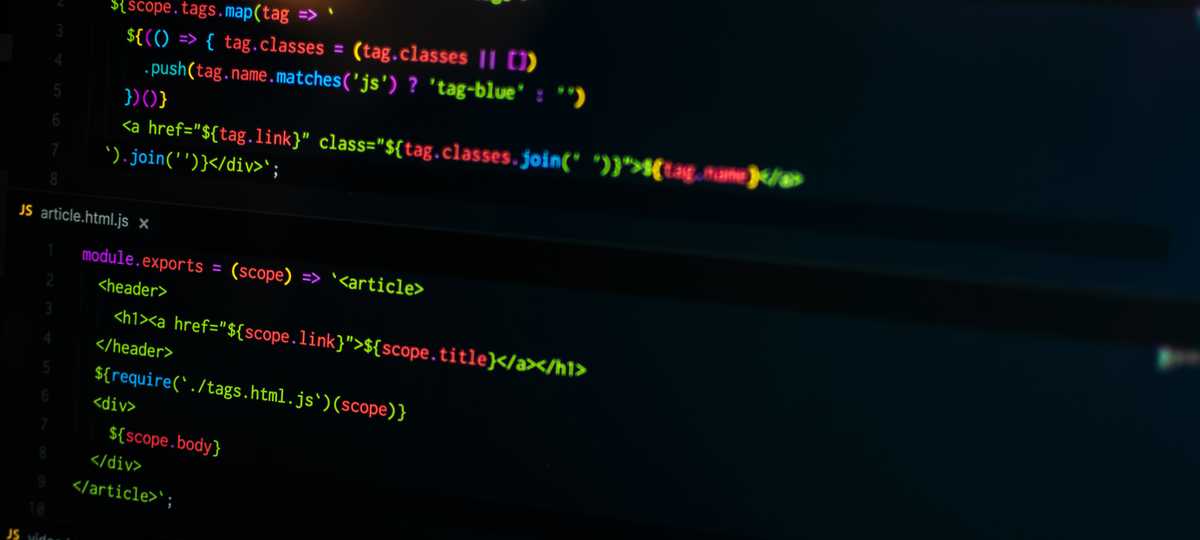 2 ${scope.tags.map(tag => `
3 ${(() => { tag.classes = (tag.classes || [])
4 .push(tag.name.matches('js') ? 'tag-blue' : '')
5 })()}
6 <a href="${tag.link}" class="${tag.classes.join(' ')}">${tag.name}</a>
7 `).join('')}</div>`;
8
JS article.html.js ×
1 module.exports = (scope) => `<article>
2 <header>
3 <h1><a href="${scope.link}">${scope.title}</a></h1>
4 </header>
5 ${require(`./tags.html.js`)(scope)}
6 <div>
7 ${scope.body}
8 </div>
9 </article>`;
10
JS